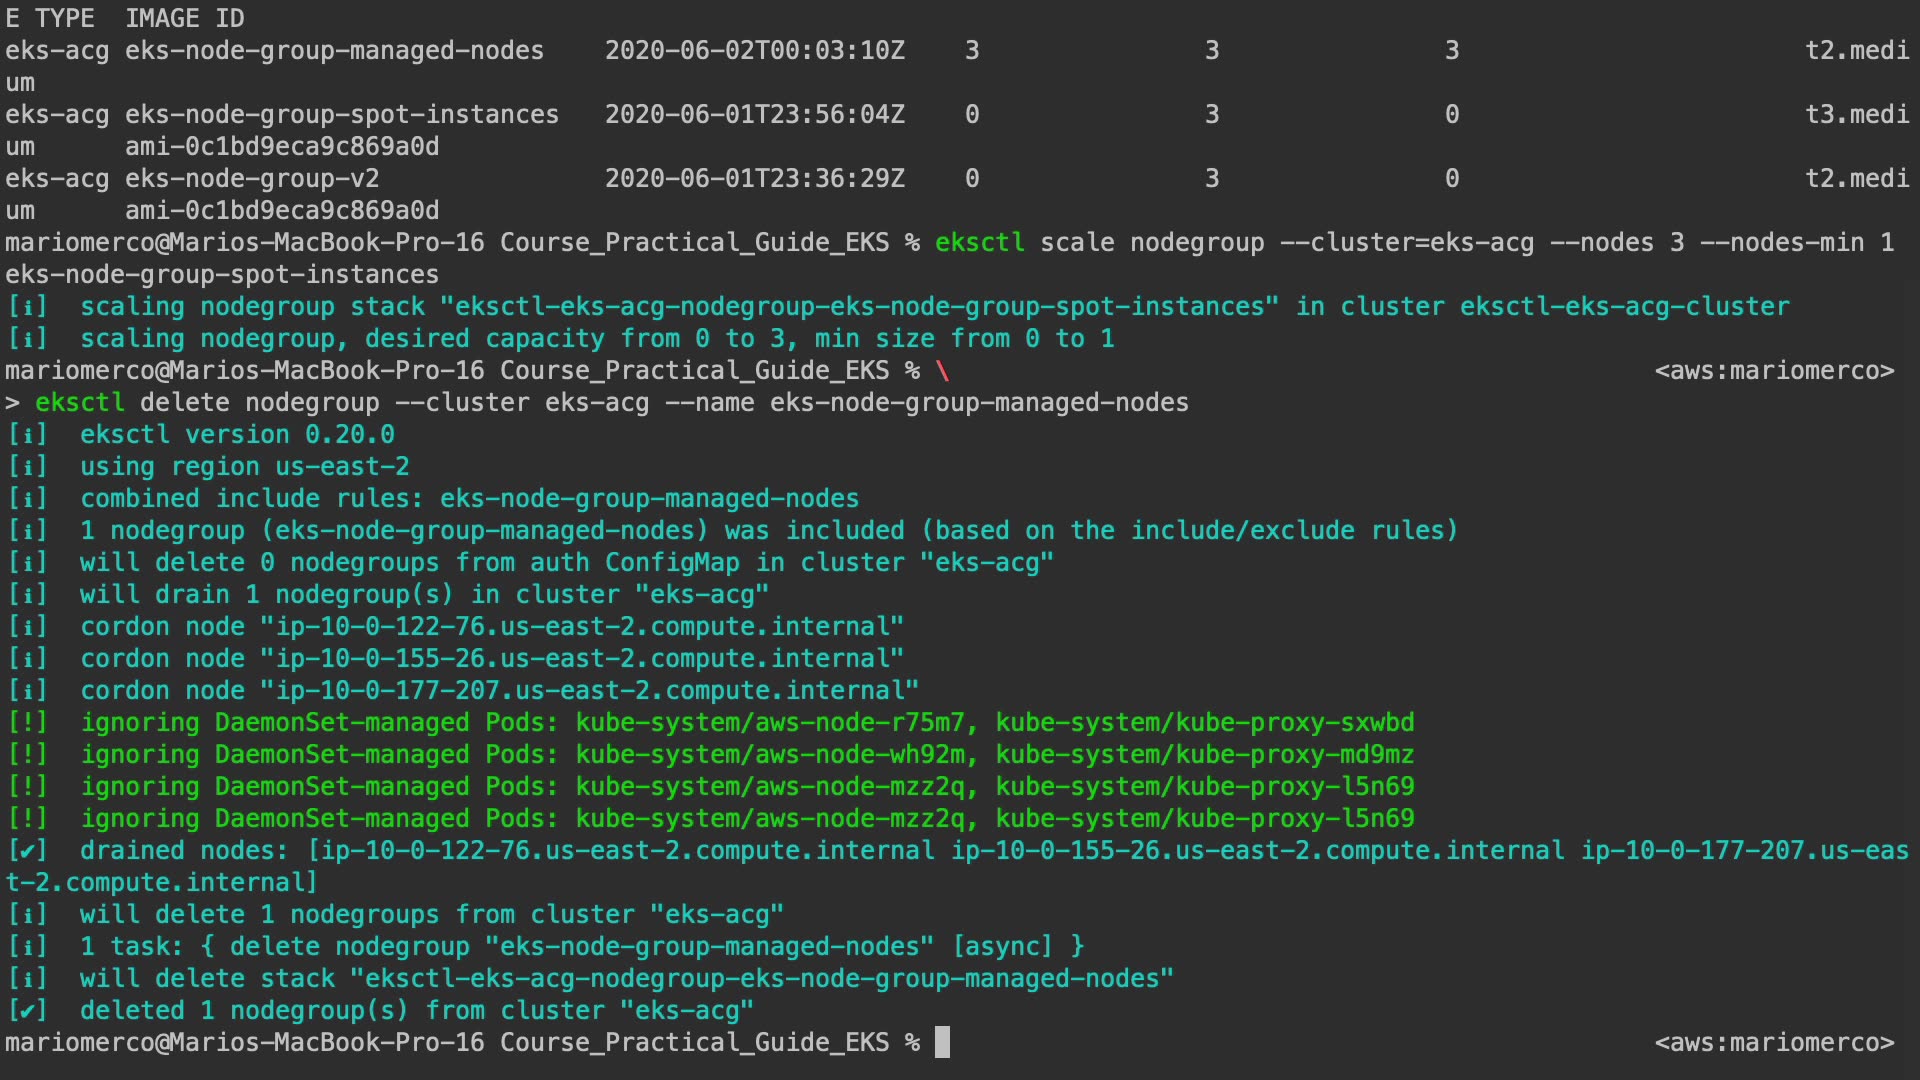 E TYPE  IMAGE ID
eks-acg eks-node-group-managed-nodes    2020-06-02T00:03:10Z    3               3               3                       t2.medi
um
eks-acg eks-node-group-spot-instances   2020-06-01T23:56:04Z    0               3               0                       t3.medi
um      ami-0c1bd9eca9c869a0d
eks-acg eks-node-group-v2               2020-06-01T23:36:29Z    0               3               0                       t2.medi
um      ami-0c1bd9eca9c869a0d
mariomerco@Marios-MacBook-Pro-16 Course_Practical_Guide_EKS % eksctl scale nodegroup --cluster=eks-acg --nodes 3 --nodes-min 1
eks-node-group-spot-instances
[ℹ]  scaling nodegroup stack "eksctl-eks-acg-nodegroup-eks-node-group-spot-instances" in cluster eksctl-eks-acg-cluster
[ℹ]  scaling nodegroup, desired capacity from 0 to 3, min size from 0 to 1
mariomerco@Marios-MacBook-Pro-16 Course_Practical_Guide_EKS % \                                               <aws:mariomerco>
> eksctl delete nodegroup --cluster eks-acg --name eks-node-group-managed-nodes
[ℹ]  eksctl version 0.20.0
[ℹ]  using region us-east-2
[ℹ]  combined include rules: eks-node-group-managed-nodes
[ℹ]  1 nodegroup (eks-node-group-managed-nodes) was included (based on the include/exclude rules)
[ℹ]  will delete 0 nodegroups from auth ConfigMap in cluster "eks-acg"
[ℹ]  will drain 1 nodegroup(s) in cluster "eks-acg"
[ℹ]  cordon node "ip-10-0-122-76.us-east-2.compute.internal"
[ℹ]  cordon node "ip-10-0-155-26.us-east-2.compute.internal"
[ℹ]  cordon node "ip-10-0-177-207.us-east-2.compute.internal"
[!]  ignoring DaemonSet-managed Pods: kube-system/aws-node-r75m7, kube-system/kube-proxy-sxwbd
[!]  ignoring DaemonSet-managed Pods: kube-system/aws-node-wh92m, kube-system/kube-proxy-md9mz
[!]  ignoring DaemonSet-managed Pods: kube-system/aws-node-mzz2q, kube-system/kube-proxy-l5n69
[!]  ignoring DaemonSet-managed Pods: kube-system/aws-node-mzz2q, kube-system/kube-proxy-l5n69
[✔]  drained nodes: [ip-10-0-122-76.us-east-2.compute.internal ip-10-0-155-26.us-east-2.compute.internal ip-10-0-177-207.us-eas
t-2.compute.internal]
[ℹ]  will delete 1 nodegroups from cluster "eks-acg"
[ℹ]  1 task: { delete nodegroup "eks-node-group-managed-nodes" [async] }
[ℹ]  will delete stack "eksctl-eks-acg-nodegroup-eks-node-group-managed-nodes"
[✔]  deleted 1 nodegroup(s) from cluster "eks-acg"
mariomerco@Marios-MacBook-Pro-16 Course_Practical_Guide_EKS %                                                 <aws:mariomerco>